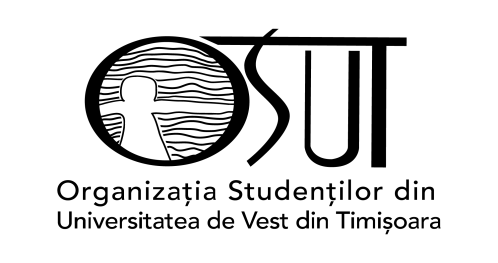 OSUT
Organizația Studenților din
Universitatea de Vest din Timișoara